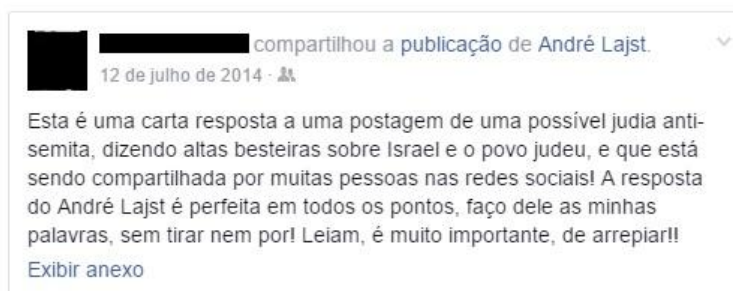 compartilhou a publicação de André Lajst.
12 de julho de 2014 ·
Esta é uma carta resposta a uma postagem de uma possível judia anti-
semita, dizendo altas besteiras sobre Israel e o povo judeu, e que está
sendo compartilhada por muitas pessoas nas redes sociais! A resposta
do André Lajst é perfeita em todos os pontos, faço dele as minhas
palavras, sem tirar nem por! Leiam, é muito importante, de arrepiar!!
Exibir anexo